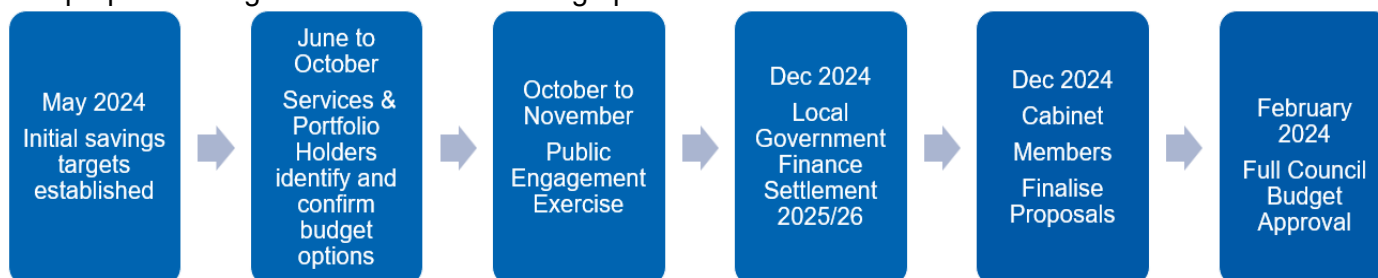 May 2024
Initial savings
targets
established
June to
October
Services &
Portfolio
Holders
identify and
confirm
budget
options
October to
November
Public
Engagement
Exercise
Dec 2024
Local
Government
Finance
Settlement
2025/26
Dec 2024
Cabinet
Members
Finalise
Proposals
February
2024
Full Council
Budget
Approval